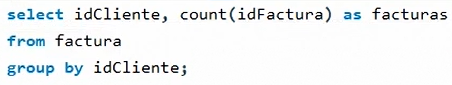 select idCliente, count(idFactura) as facturas
from factura
group by idCliente;